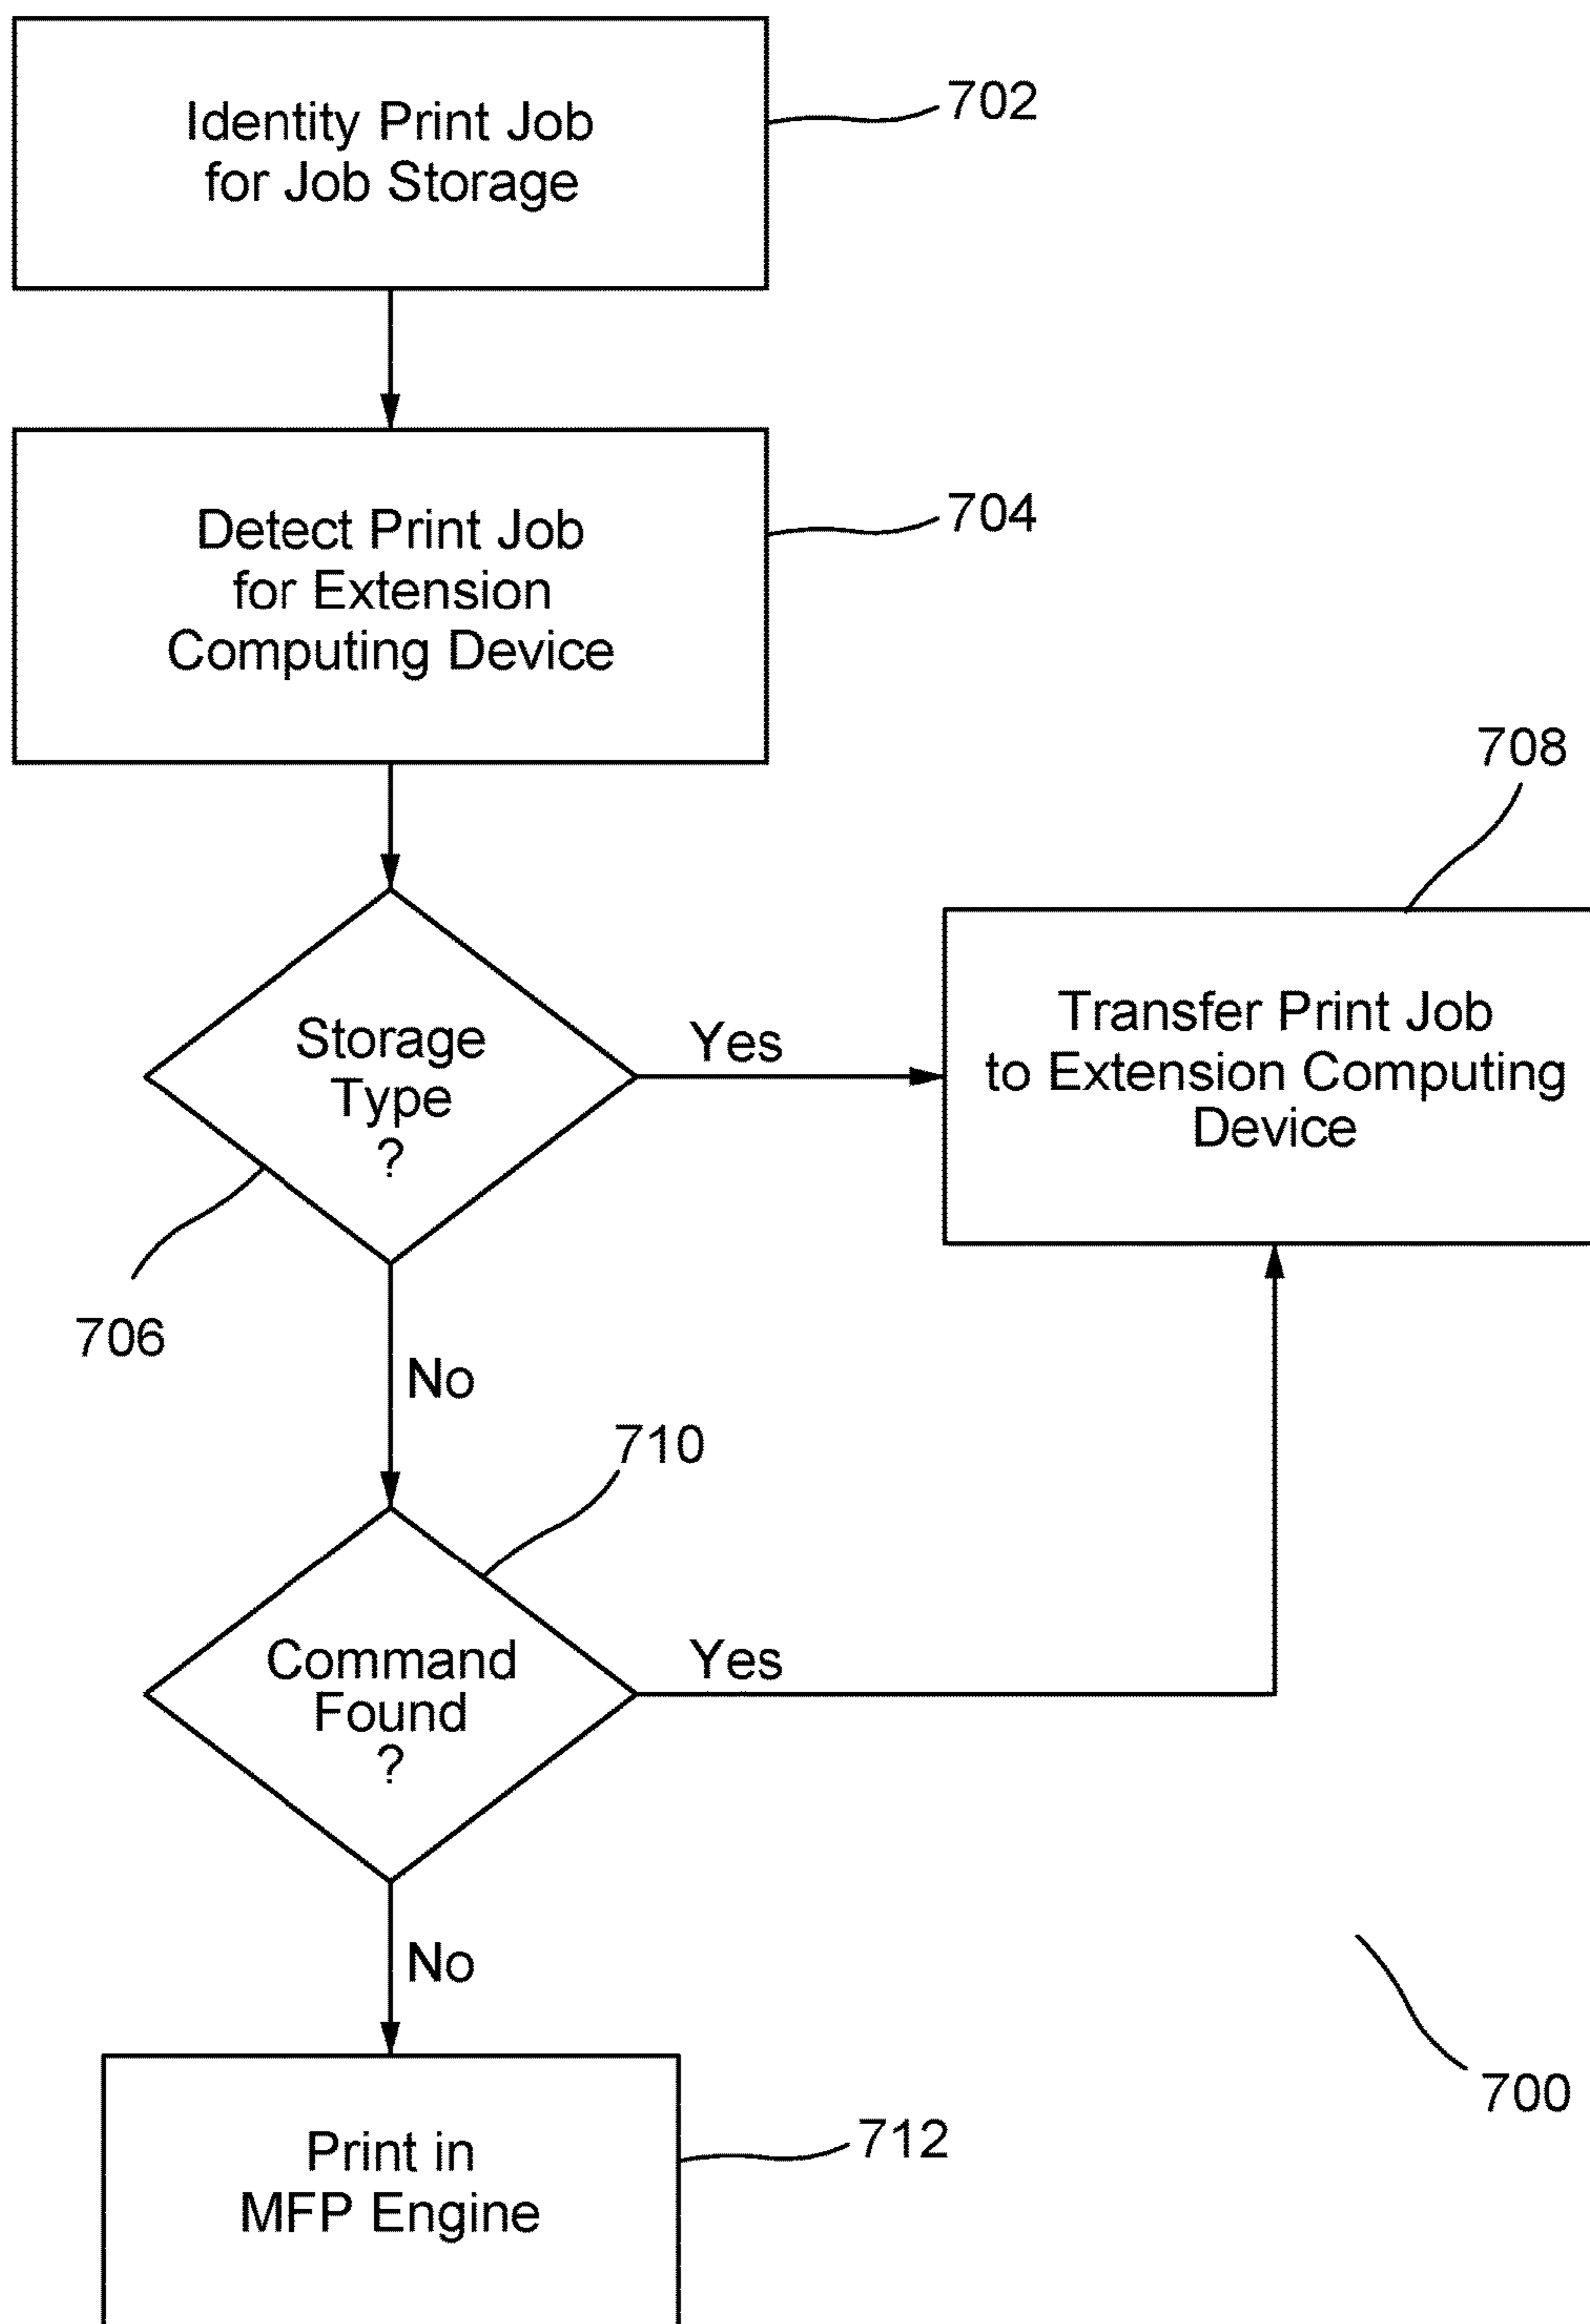 Identity Print Job
for Job Storage
702
Detect Print Job
for Extension
Computing Device
704
708
Transfer Print Job
to Extension Computing
Device
Storage
Type
?
Yes
706
No
710
Command
Found
?
Yes
No
700
Print in
MFP Engine
712